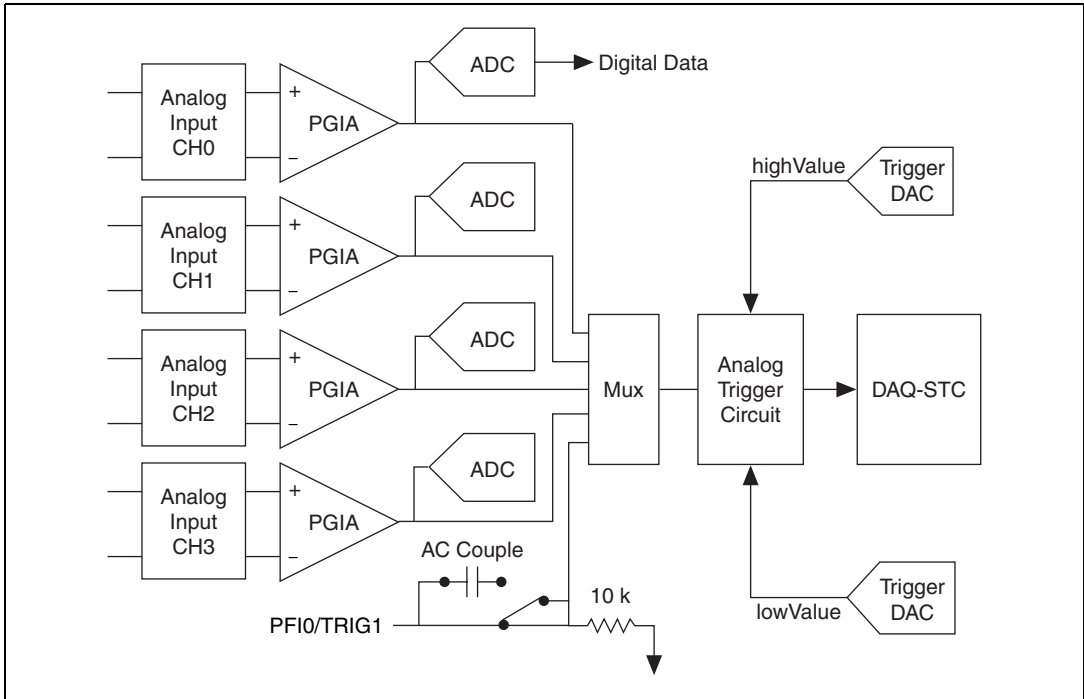 ADC
Digital Data
Analog
Input
CH0
+
−
PGIA
highValue
Trigger
DAC
ADC
Analog
Input
CH1
+
−
PGIA
ADC
Analog
Input
CH2
+
−
PGIA
Mux
Analog
Trigger
Circuit
DAQ-STC
ADC
Analog
Input
CH3
+
−
PGIA
AC Couple
10 k
PFI0/TRIG1
lowValue
Trigger
DAC